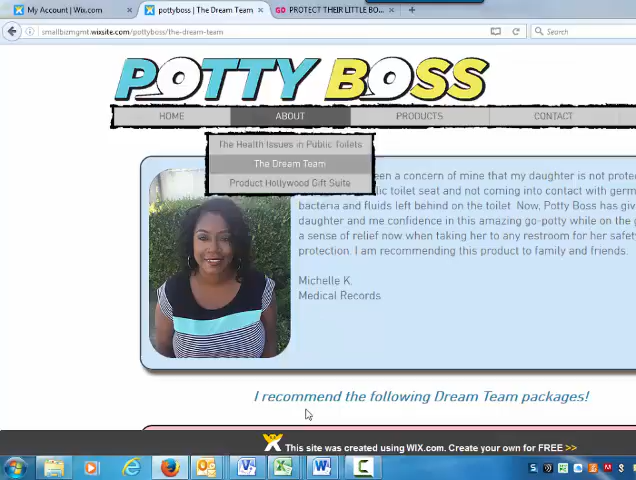 My Account | Wix.com
pottyboss | The Dream Team
PROTECT THEIR LITTLE BO...
smallbizmgmt.wixsite.com/pottyboss/the-dream-team
Search
POTTY BOSS
HOME
ABOUT
PRODUCTS
CONTACT
The Health Issues in Public Toilets
The Dream Team
Product Hollywood Gift Suite
een a concern of mine that my daughter is not prote
ic toilet seat and not coming into contact with germ
bacteria and fluids left behind on the toilet. Now, Potty Boss has giv
daughter and me confidence in this amazing go-potty while on the g
a sense of relief now when taking her to any restroom for her safety
protection. I am recommending this product to family and friends.
Michelle K.
Medical Records
I recommend the following Dream Team packages!
This site was created using WIX.com. Create your own for FREE >>